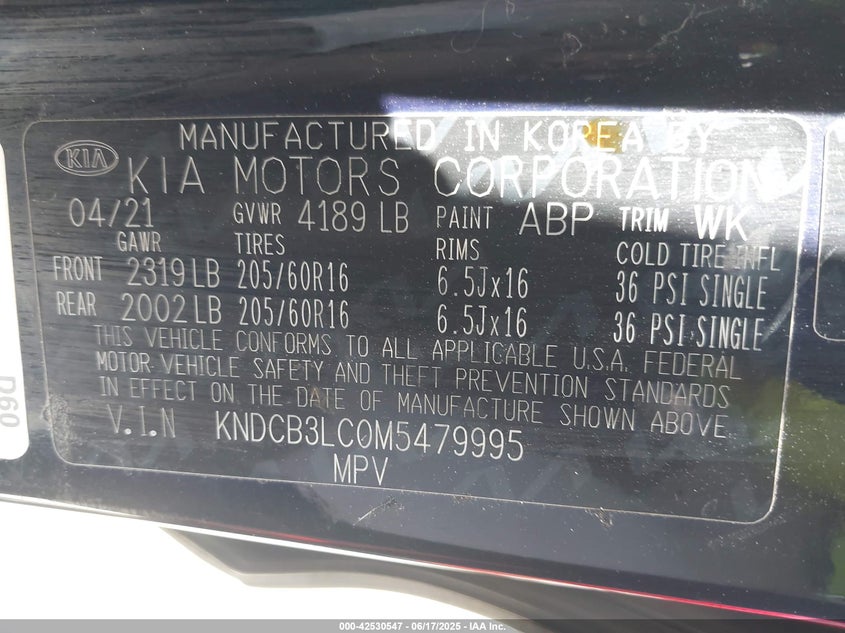 MANUFACTURED IN KOREA BY
KIA KIA MOTORS CORPORATION
04/21 GVWR 4189 LB PAINT ABP TRIM WK
GAWR TIRES RIMS COLD TIRE INFL
FRONT 2319 LB 205/60R16 6.5Jx16 36 PSI SINGLE
REAR 2002 LB 205/60R16 6.5Jx16 36 PSI SINGLE
THIS VEHICLE CONFORMS TO ALL APPLICABLE U.S.A. FEDERAL
MOTOR VEHICLE SAFETY AND THEFT PREVENTION STANDARDS
IN EFFECT ON THE DATE OF MANUFACTURE SHOWN ABOVE.
V.I.N KNDCB3LC0M5479995
MPV
D60
000-42530547 - 06/17/2025 - IAA Inc.